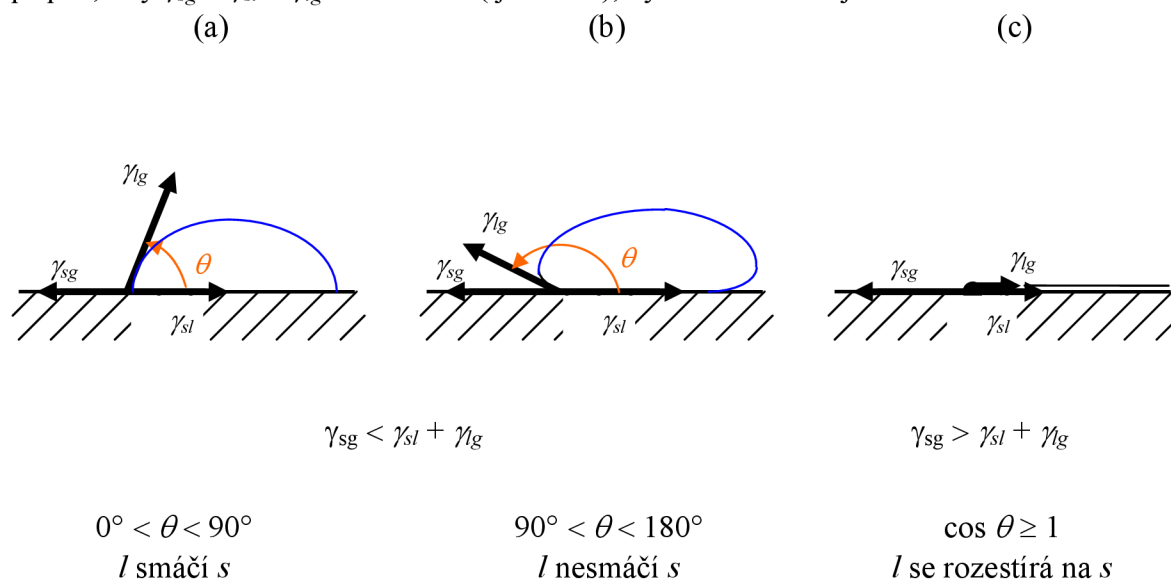 (a) (b) (c)
γlg
θ
γsg
γsl
γlg
θ
γsg
γsl
γsg
γlg
γsl
γsg < γsl + γlg
γsg > γsl + γlg
0° < θ < 90°
90° < θ < 180°
cos θ ≥ 1
l smáčí s
l nesmáčí s
l se rozestírá na s